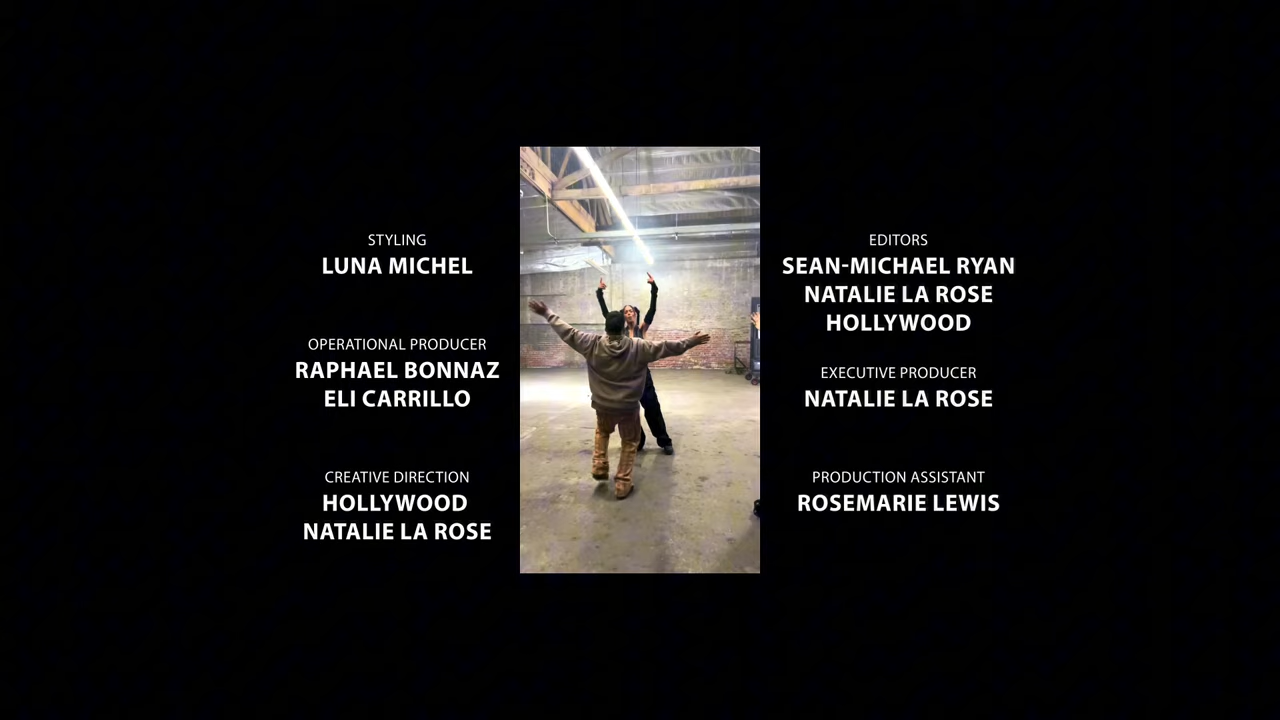 STYLING
LUNA MICHEL
OPERATIONAL PRODUCER
RAPHAEL BONNAZ
ELI CARRILLO
CREATIVE DIRECTION
HOLLYWOOD
NATALIE LA ROSE
EDITORS
SEAN-MICHAEL RYAN
NATALIE LA ROSE
HOLLYWOOD
EXECUTIVE PRODUCER
NATALIE LA ROSE
PRODUCTION ASSISTANT
ROSEMARIE LEWIS